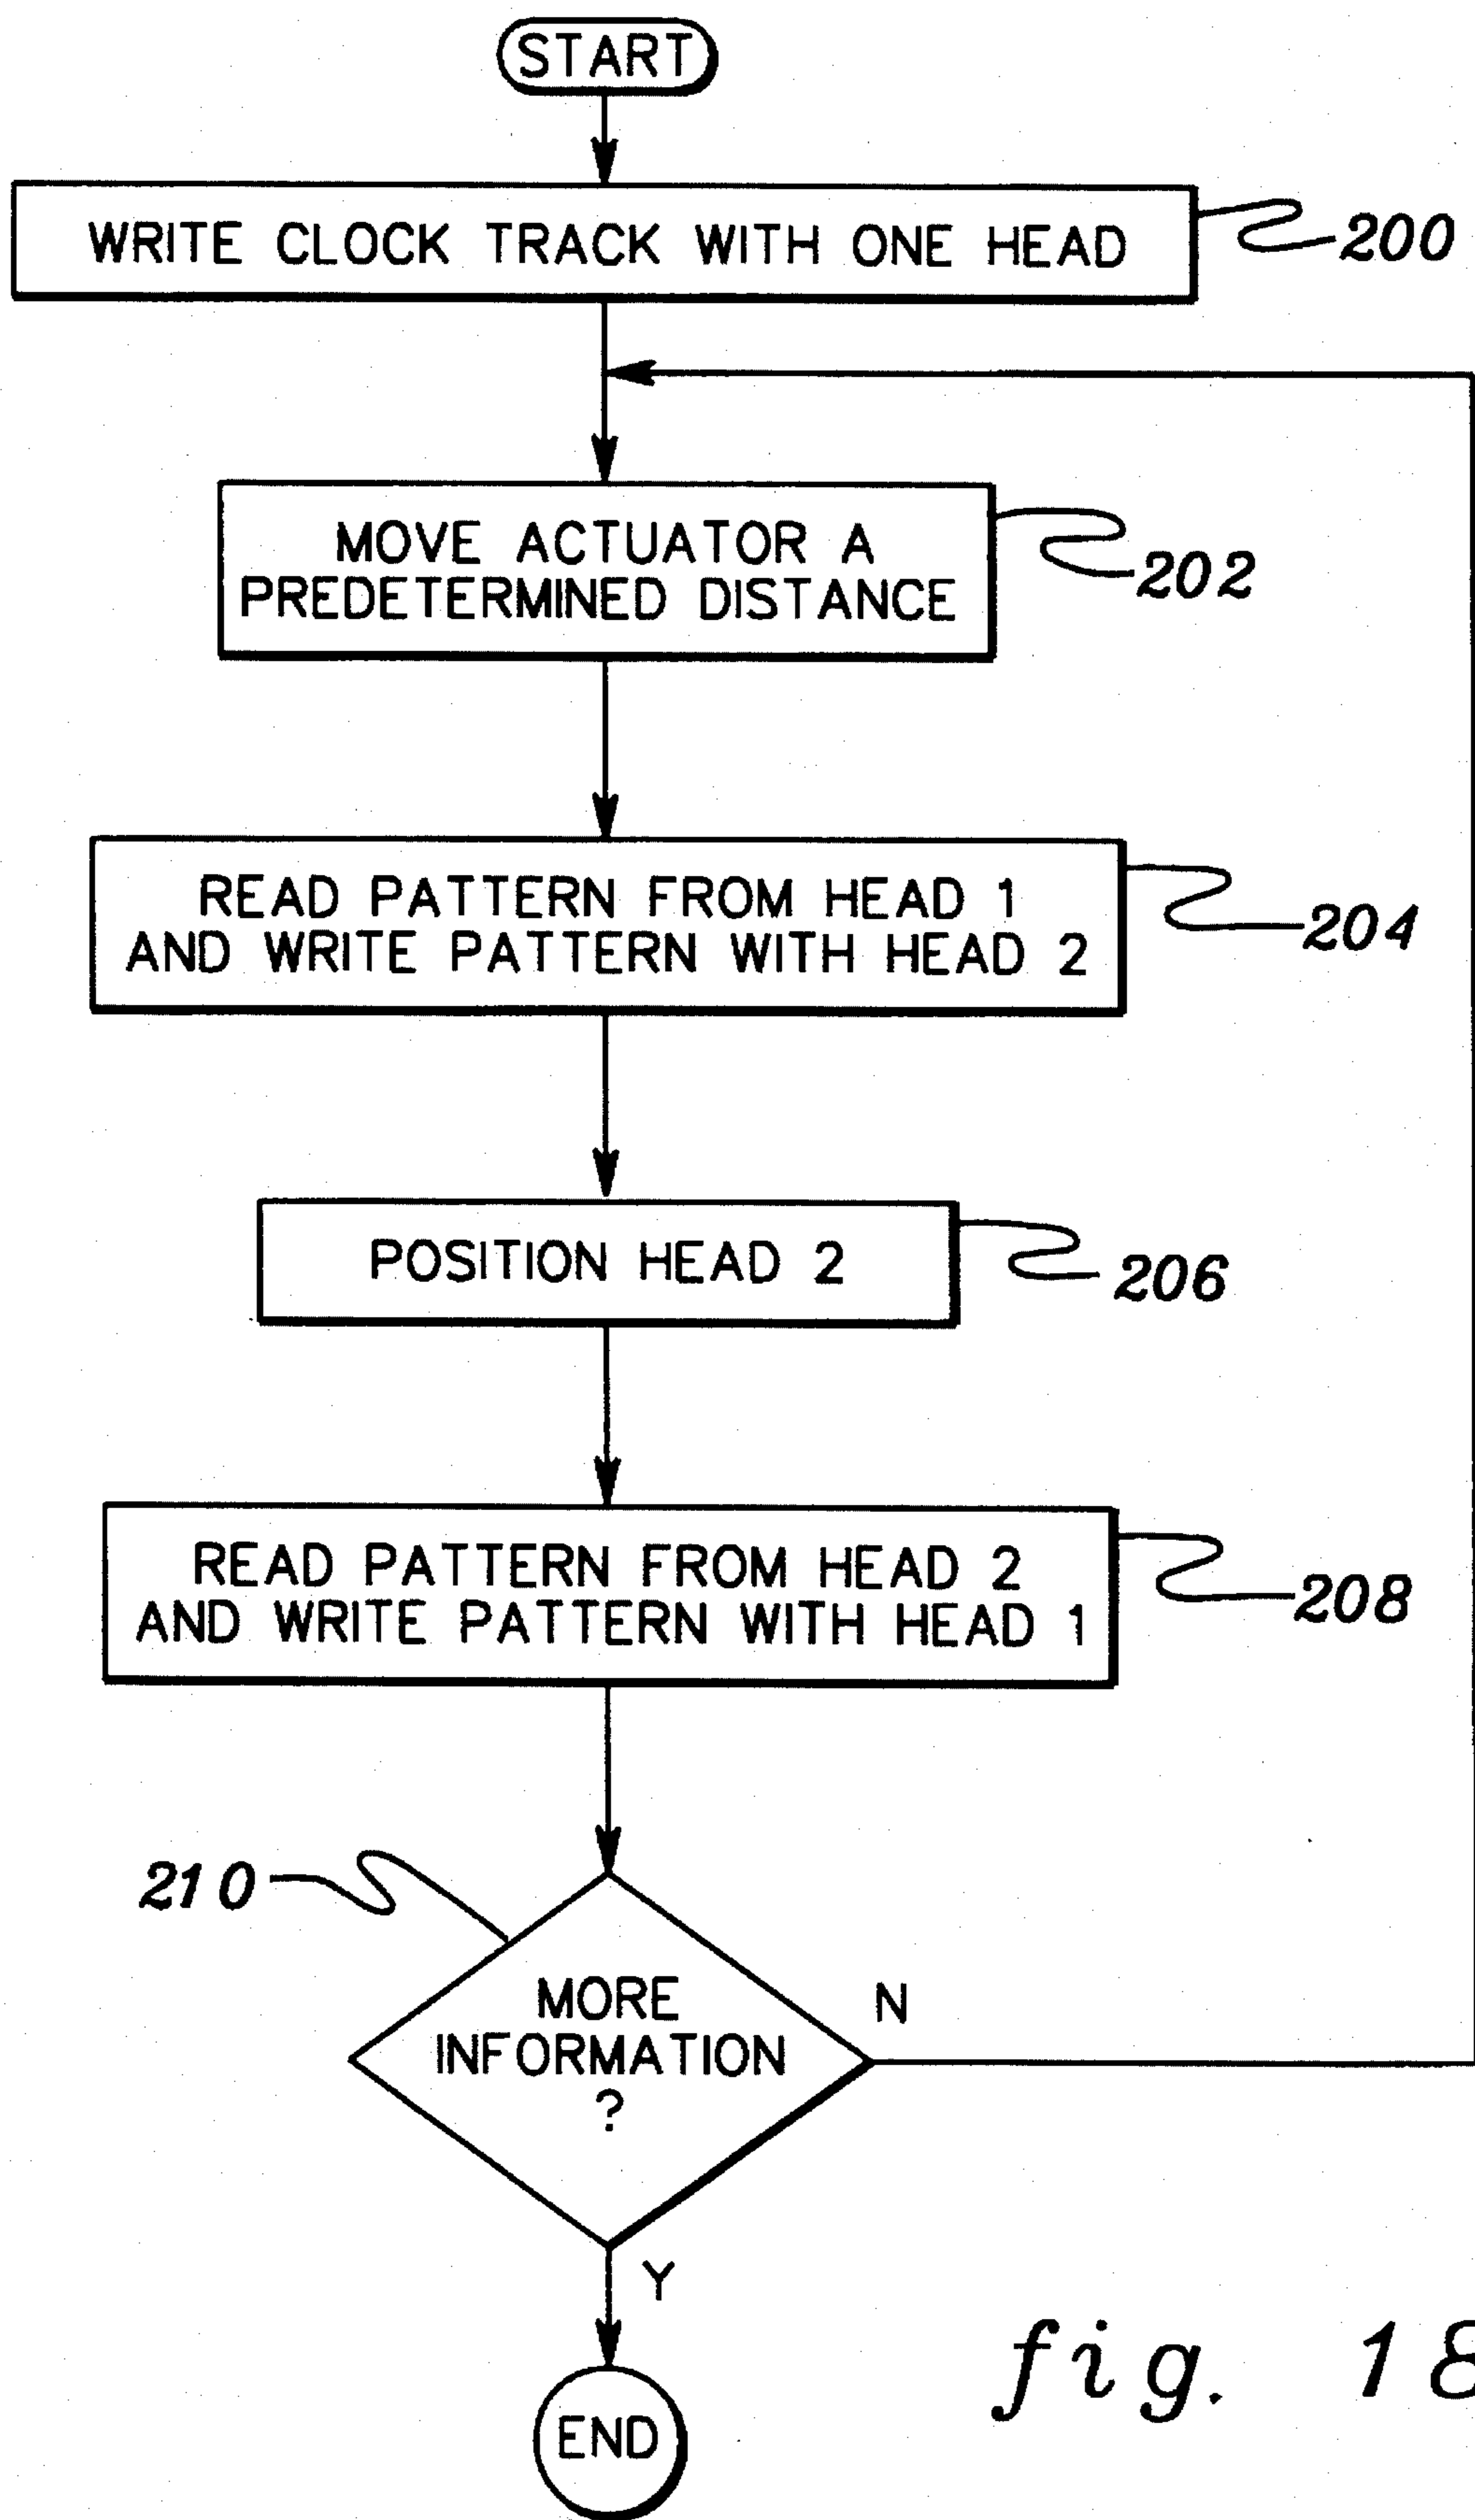 START
WRITE CLOCK TRACK WITH ONE HEAD
200
MOVE ACTUATOR A
PREDETERMINED DISTANCE
202
READ PATTERN FROM HEAD 1
AND WRITE PATTERN WITH HEAD 2
204
POSITION HEAD 2
206
READ PATTERN FROM HEAD 2
AND WRITE PATTERN WITH HEAD 1
208
210
MORE
INFORMATION
?
N
Y
END
fig. 18